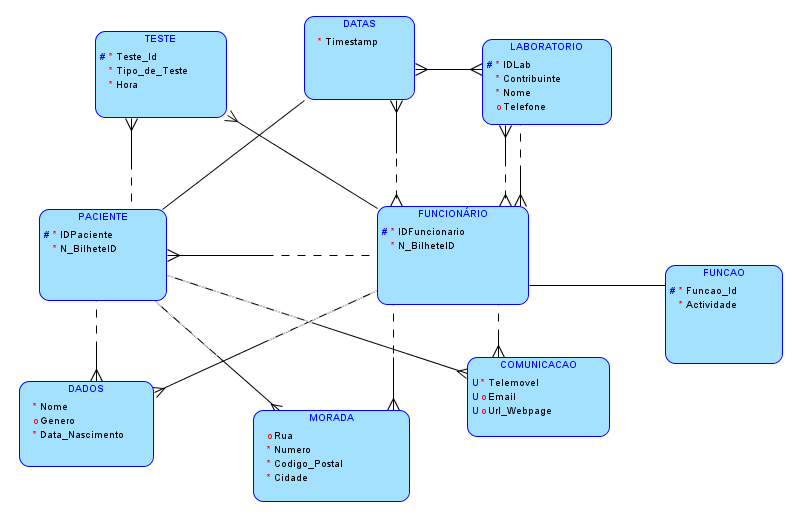 TESTE
# * Teste_Id
* Tipo_de_Teste
* Hora
DATAS
* Timestamp
LABORATORIO
# * IDLab
* Contribuinte
* Nome
o Telefone
PACIENTE
# * IDPaciente
* N_BilheteID
FUNCIONÁRIO
# * IDFuncionario
* N_BilheteID
FUNCAO
# * Funcao_Id
* Actividade
DADOS
* Nome
o Genero
* Data_Nascimento
MORADA
o Rua
* Numero
* Codigo_Postal
* Cidade
COMUNICACAO
U * Telemovel
U o Email
U o Url_Webpage